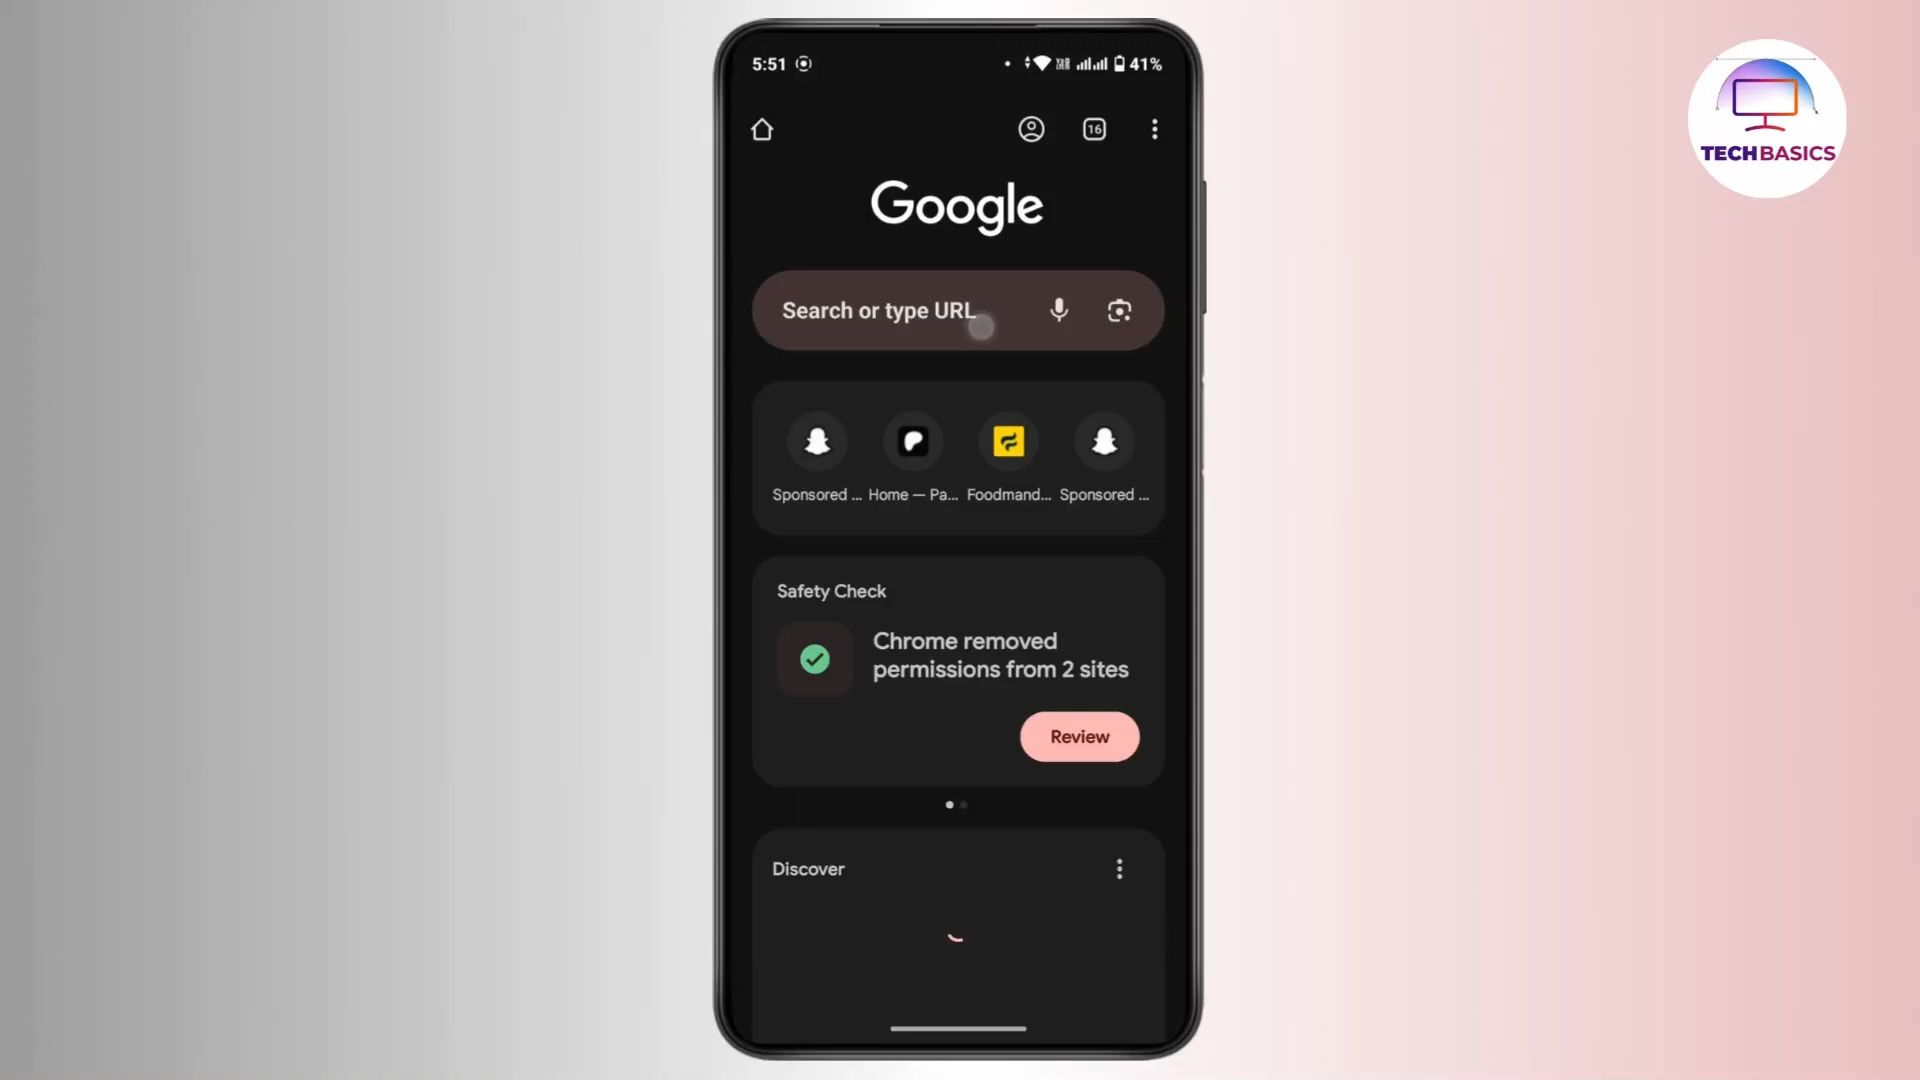 5:51
41%
16
TECHBASICS
Google
Search or type URL
Sponsored ...
Home — Pa...
Foodmand...
Sponsored ...
Safety Check
Chrome removed
permissions from 2 sites
Review
Discover